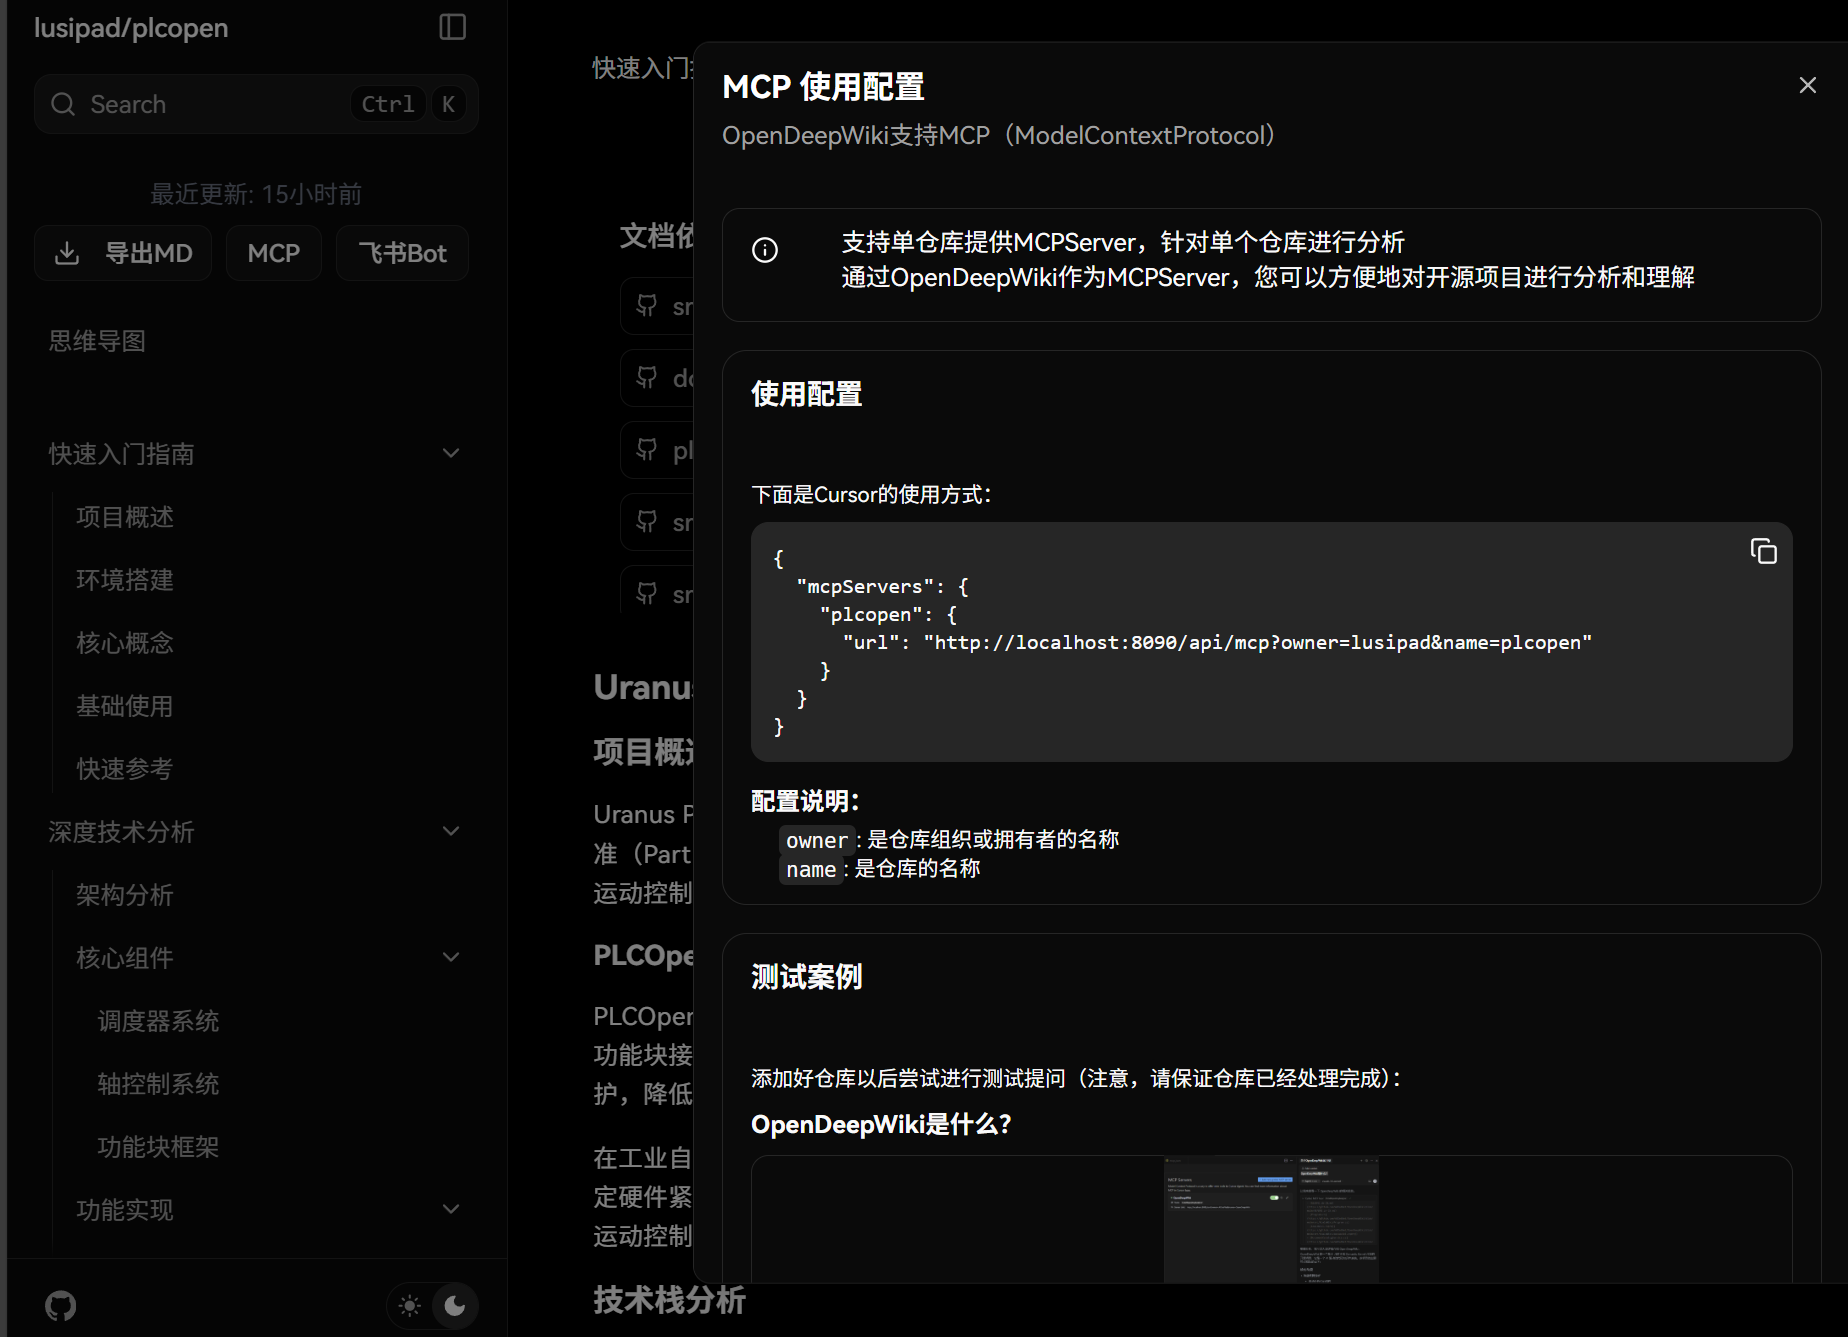 lusipad/plcopen
Search
Ctrl K
最近更新: 15小时前
导出MD
MCP
飞书Bot
思维导图
快速入门指南
项目概述
环境搭建
核心概念
基础使用
快速参考
深度技术分析
架构分析
核心组件
调度器系统
轴控制系统
功能块框架
功能实现
快速入门
文档依
sr
do
pl
sr
sr
Uranus
项目概述
Uranus P
准（Part
运动控制
PLCOpe
PLCOper
功能块接
护，降低
在工业自
定硬件紧
运动控制
技术栈分析
MCP 使用配置
OpenDeepWiki支持MCP（ModelContextProtocol）
支持单仓库提供MCPServer，针对单个仓库进行分析
通过OpenDeepWiki作为MCPServer，您可以方便地对开源项目进行分析和理解
使用配置
下面是Cursor的使用方式：
{
"mcpServers": {
"plcopen": {
"url": "http://localhost:8090/api/mcp?owner=lusipad&name=plcopen"
}
}
}
配置说明：
owner : 是仓库组织或拥有者的名称
name : 是仓库的名称
测试案例
添加好仓库以后尝试进行测试提问（注意，请保证仓库已经处理完成）：
OpenDeepWiki是什么？